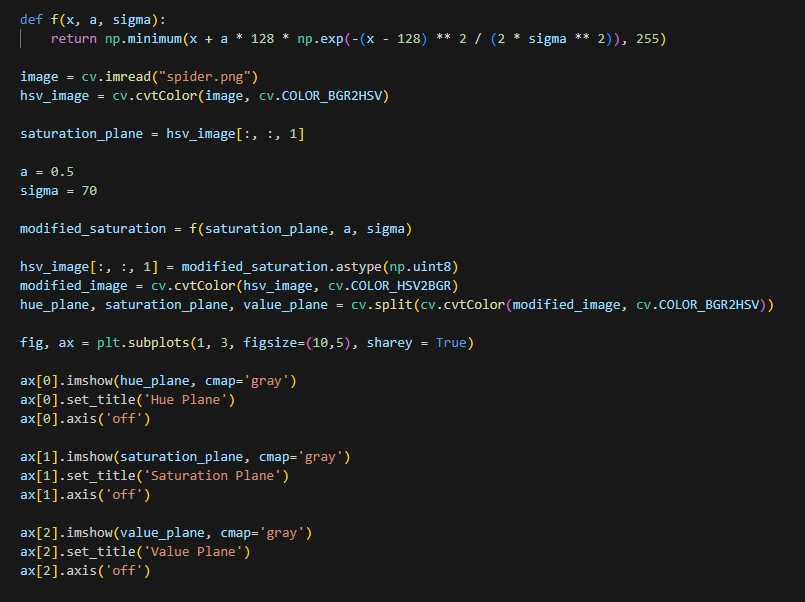 def f(x, a, sigma):
    return np.minimum(x + a * 128 * np.exp(-(x - 128) ** 2 / (2 * sigma ** 2)), 255)

image = cv.imread("spider.png")
hsv_image = cv.cvtColor(image, cv.COLOR_BGR2HSV)

saturation_plane = hsv_image[:, :, 1]

a = 0.5
sigma = 70

modified_saturation = f(saturation_plane, a, sigma)

hsv_image[:, :, 1] = modified_saturation.astype(np.uint8)
modified_image = cv.cvtColor(hsv_image, cv.COLOR_HSV2BGR)
hue_plane, saturation_plane, value_plane = cv.split(cv.cvtColor(modified_image, cv.COLOR_BGR2HSV))

fig, ax = plt.subplots(1, 3, figsize=(10,5), sharey = True)

ax[0].imshow(hue_plane, cmap='gray')
ax[0].set_title('Hue Plane')
ax[0].axis('off')

ax[1].imshow(saturation_plane, cmap='gray')
ax[1].set_title('Saturation Plane')
ax[1].axis('off')

ax[2].imshow(value_plane, cmap='gray')
ax[2].set_title('Value Plane')
ax[2].axis('off')